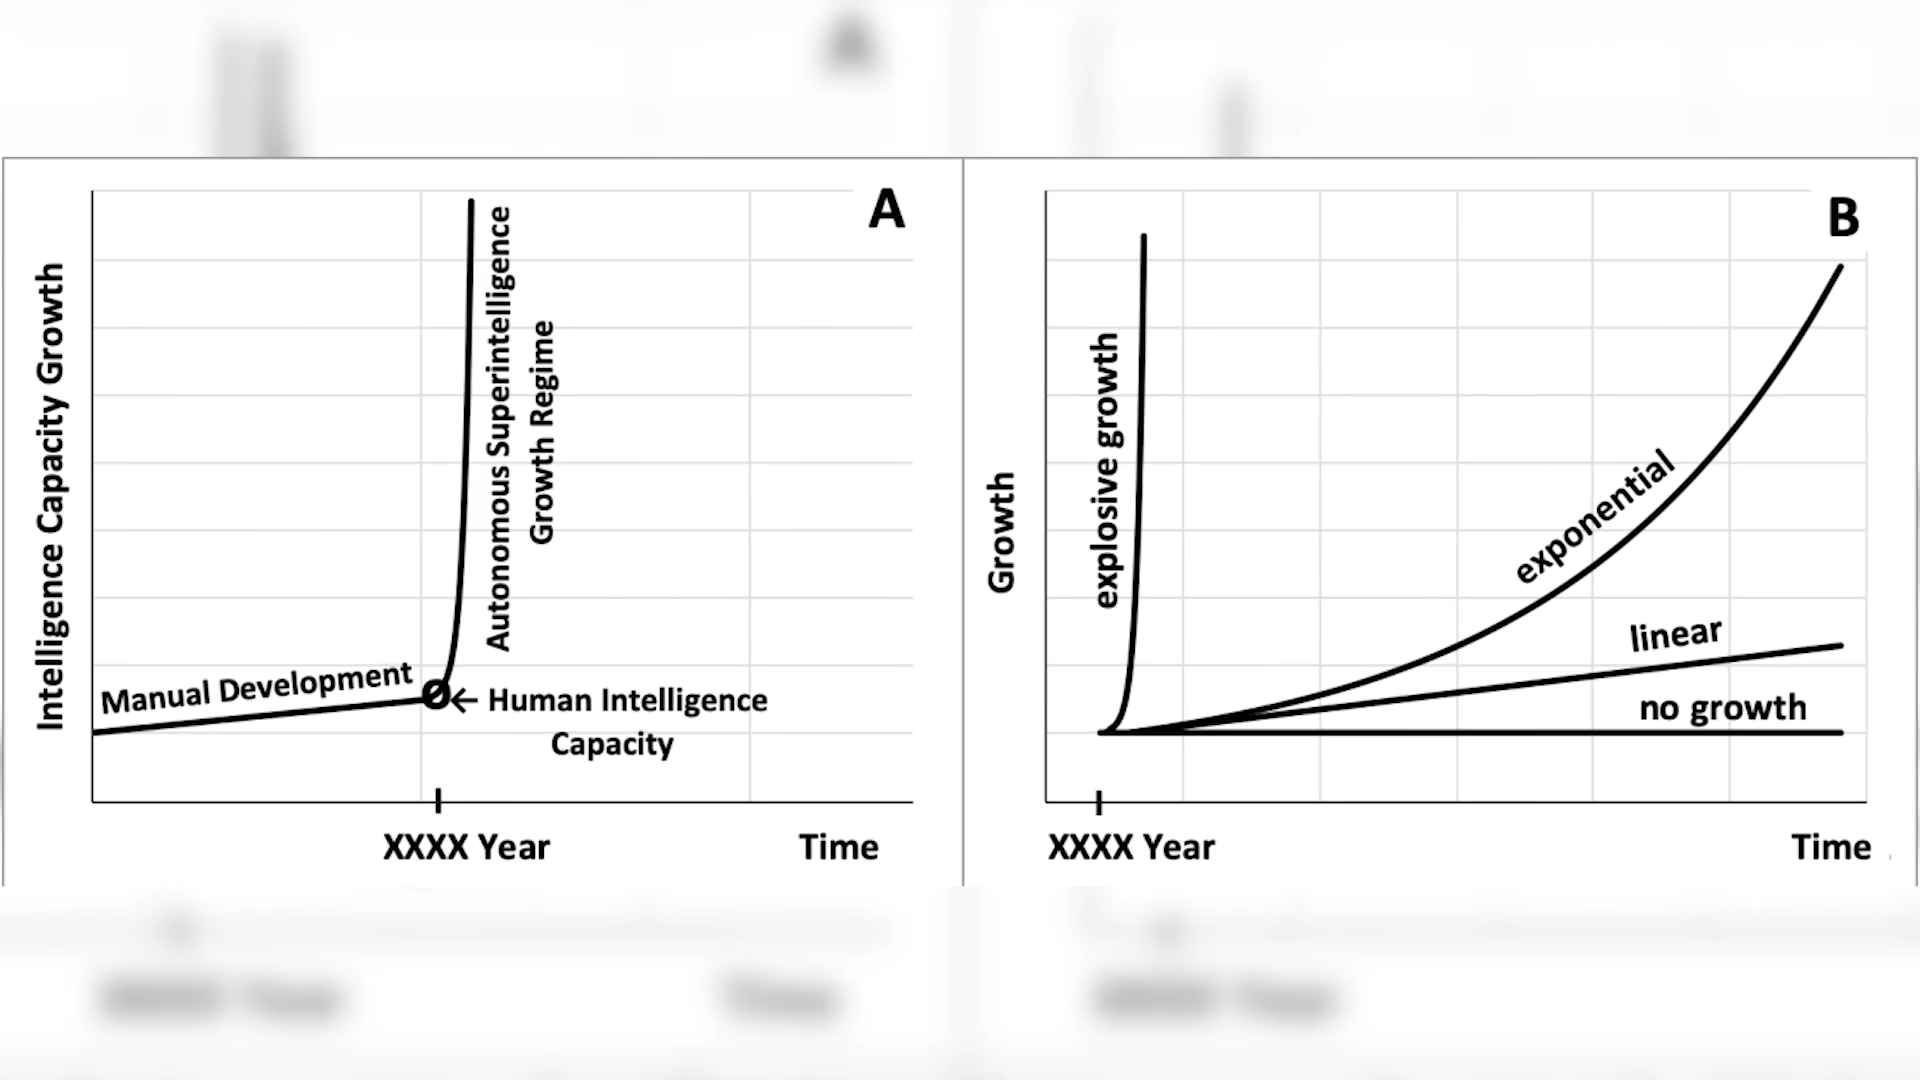 A
Intelligence Capacity Growth
Manual Development
Autonomous Superintelligence
Growth Regime
Human Intelligence
Capacity
XXXX Year
Time
B
Growth
explosive growth
exponential
linear
no growth
XXXX Year
Time